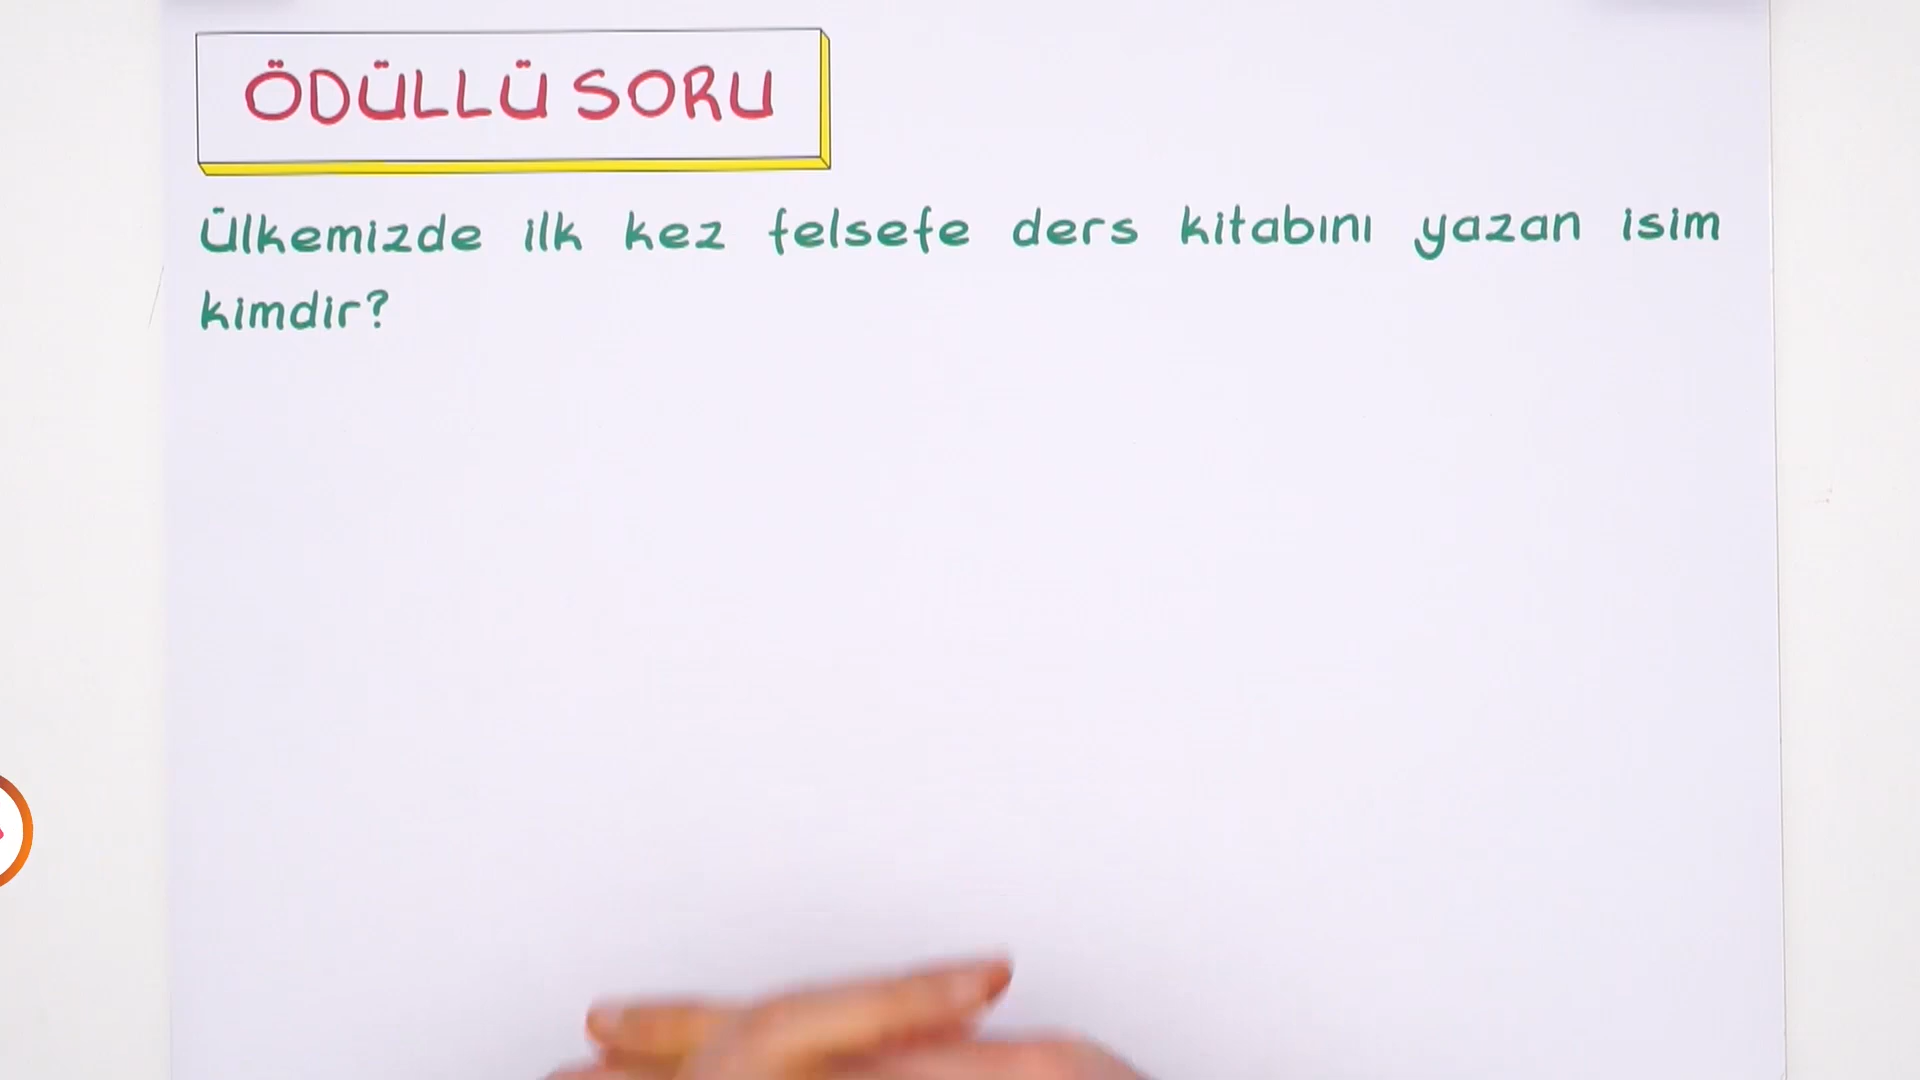 ÖDÜLLÜ SORU
Ülkemizde ilk kez felsefe ders kitabını yazan isim
kimdir?